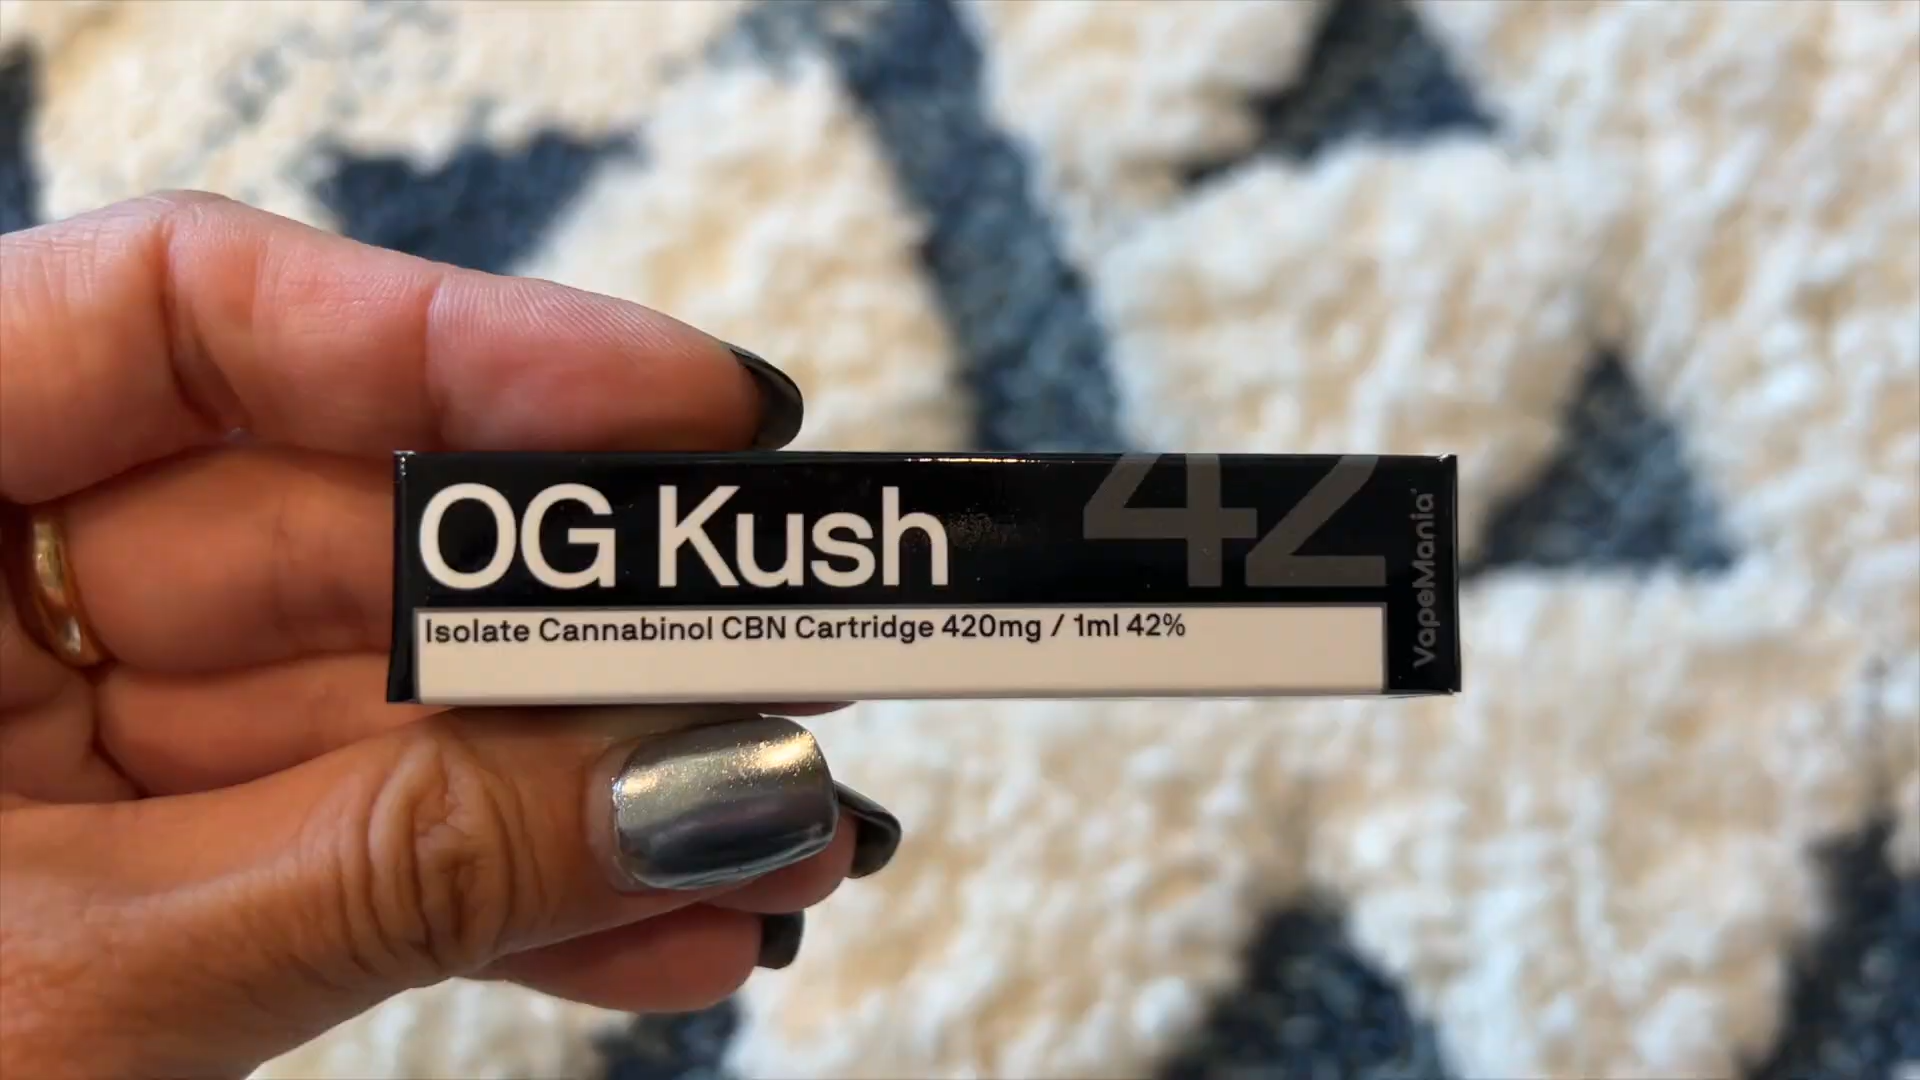 OG Kush
42
Isolate Cannabinol CBN Cartridge 420mg / 1ml 42%
VapeMania